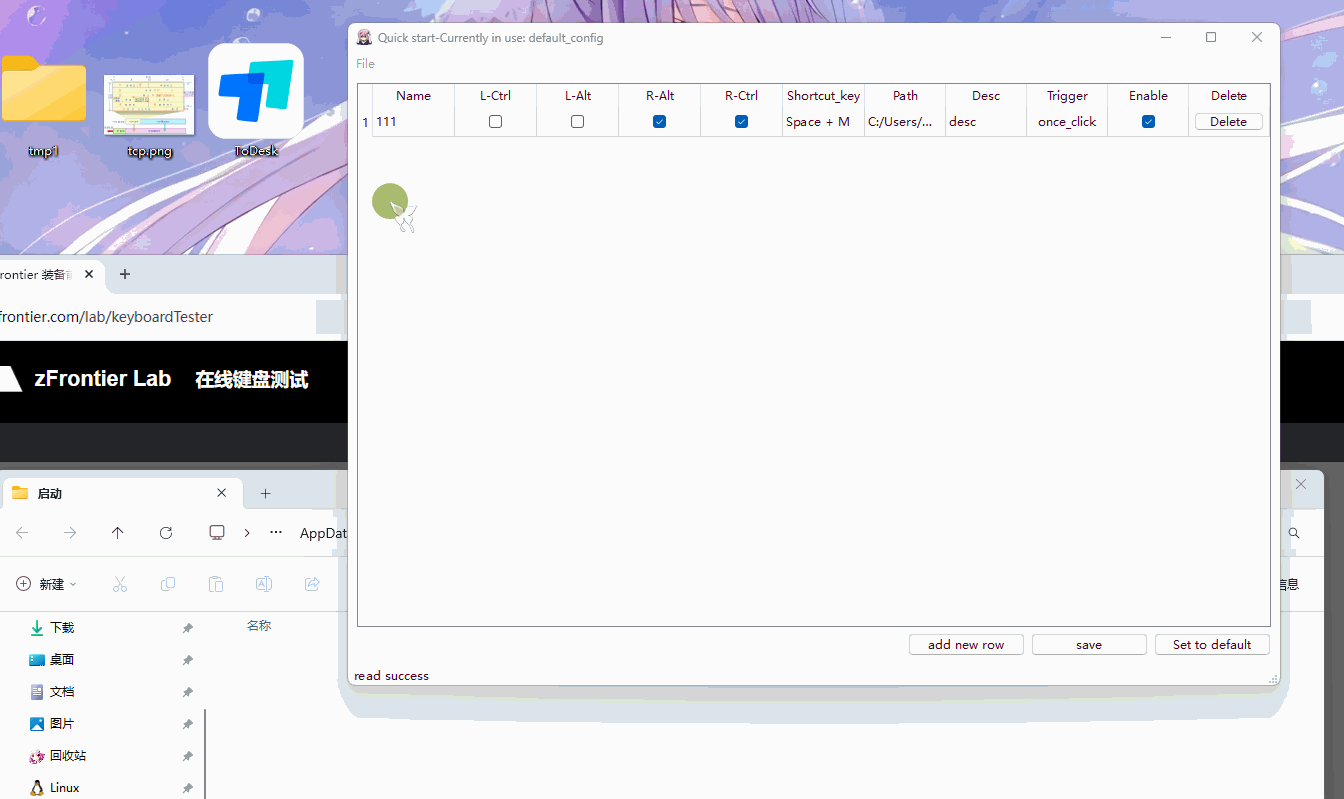 tmp1
tcp.png
ToDesk
Quick start-Currently in use: default_config
File
Name L-Ctrl L-Alt R-Alt R-Ctrl Shortcut_key Path Desc Trigger Enable Delete
1 111 Space + M C:/Users/... desc once_click Delete
rontier 装备
frontier.com/lab/keyboardTester
zFrontier Lab 在线键盘测试
启动
AppDat
新建
信息
下载
名称
桌面
文档
图片
回收站
Linux
add new row save Set to default
read success